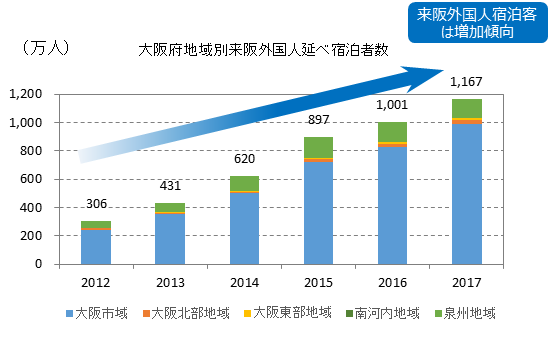 来阪外国人宿泊客
は増加傾向
（万人）
大阪府地域別来阪外国人延べ宿泊者数
1,200
1,000
800
600
400
200
0
306
431
620
897
1,001
1,167
2012 2013 2014 2015 2016 2017
大阪市域 大阪北部地域 大阪東部地域 南河内地域 泉州地域